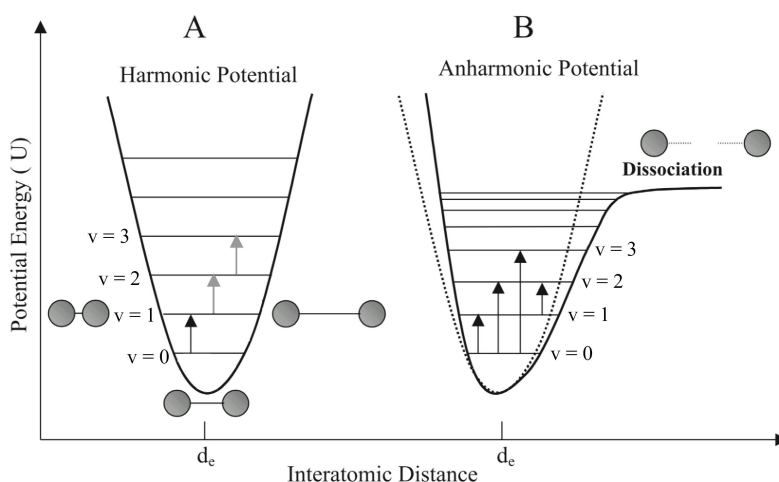 A
B
Harmonic Potential
Anharmonic Potential
Dissociation
Potential Energy ( U)
v = 3
v = 2
v = 1
v = 0
v = 3
v = 2
v = 1
v = 0
de
de
Interatomic Distance